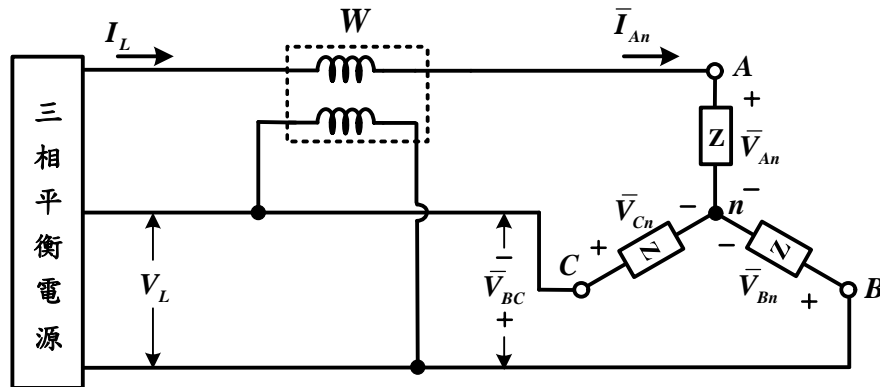 W
I_L
Ī_An
A
+
Z
V̄_An
−
n
V̄_Cn
−
+
Z
C
−
Z
V̄_Bn
+
B
三相平衡電源
V_L
−
V̄_BC
+